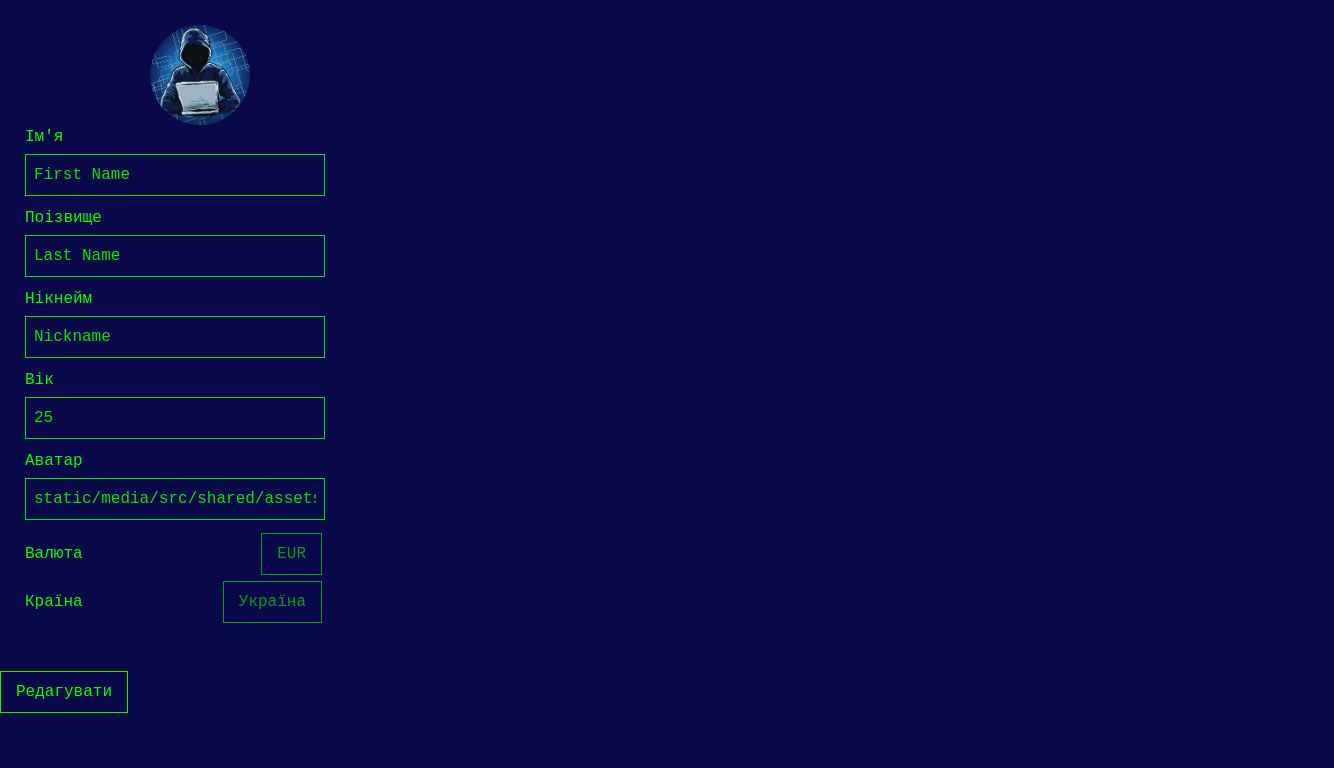 Ім'я
First Name
Поізвище
Last Name
Нікнейм
Nickname
Вік
25
Аватар
static/media/src/shared/assets
Валюта EUR
Країна Україна
Редагувати